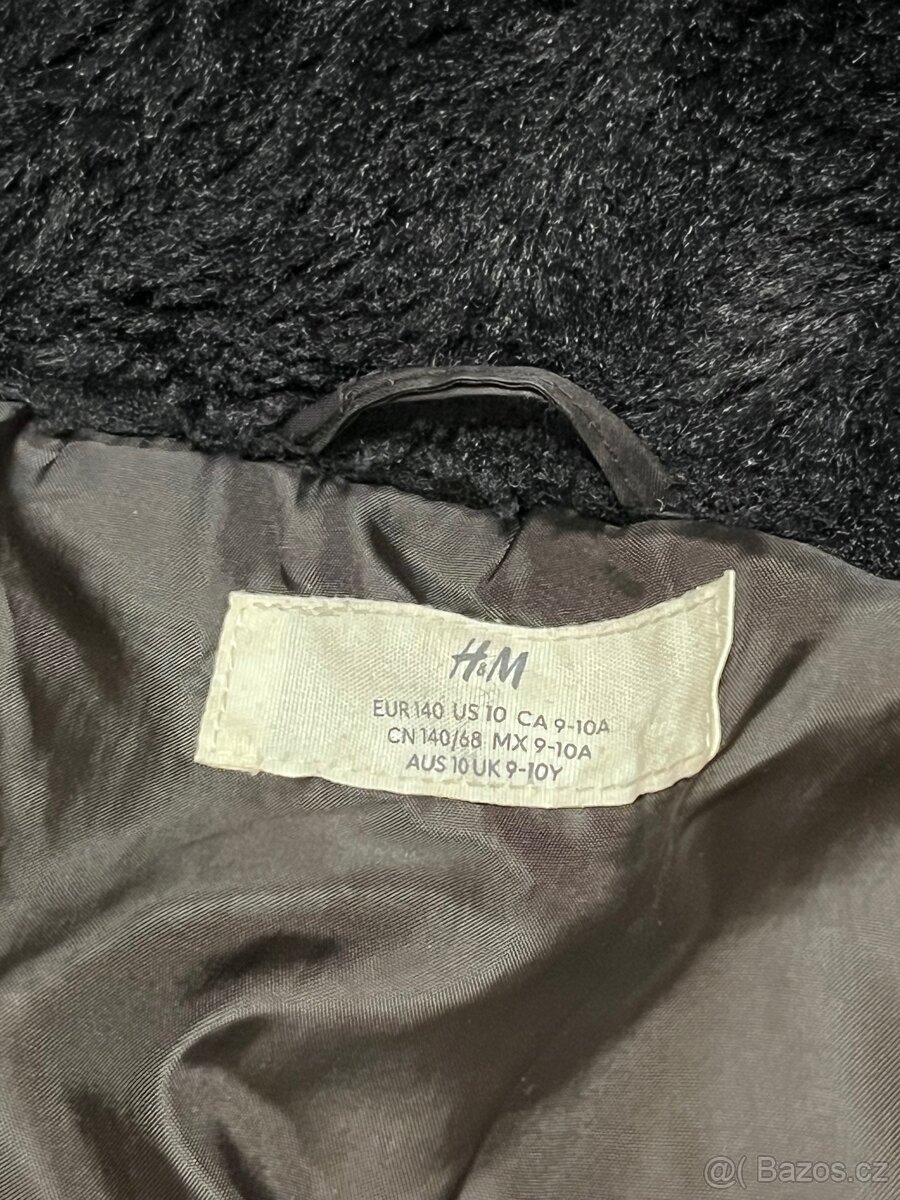 H&M
EUR 140 US 10 CA 9-10A
CN 140/68 MX 9-10A
AUS 10 UK 9-10Y
@( Bazos.cz